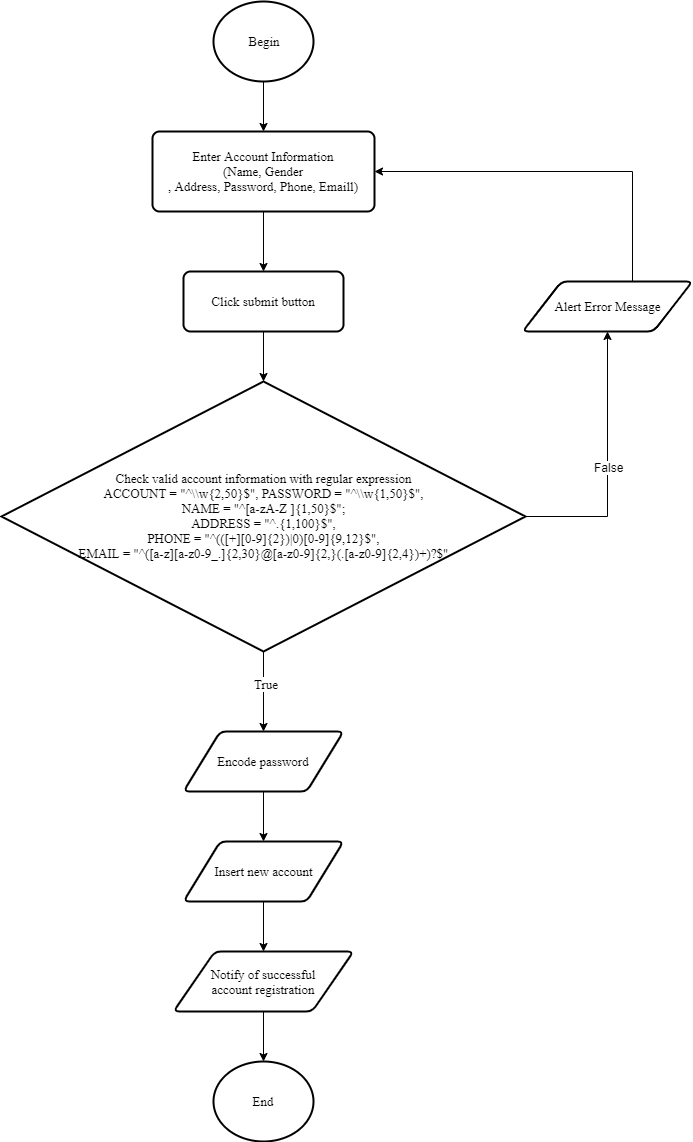 Begin
Enter Account Information
(Name, Gender
, Address, Password, Phone, Emaill)
Click submit button
Alert Error Message
Check valid account information with regular expression
ACCOUNT = "^\\w{2,50}$", PASSWORD = "^\\w{1,50}$",
NAME = "^[a-zA-Z ]{1,50}$";
ADDRESS = "^.{1,100}$",
PHONE = "^(([+][0-9]{2})|0)[0-9]{9,12}$",
EMAIL = "^([a-z][a-z0-9_.]{2,30}@[a-z0-9]{2,}(.[a-z0-9]{2,4})+)?$"
False
True
Encode password
Insert new account
Notify of successful
account registration
End